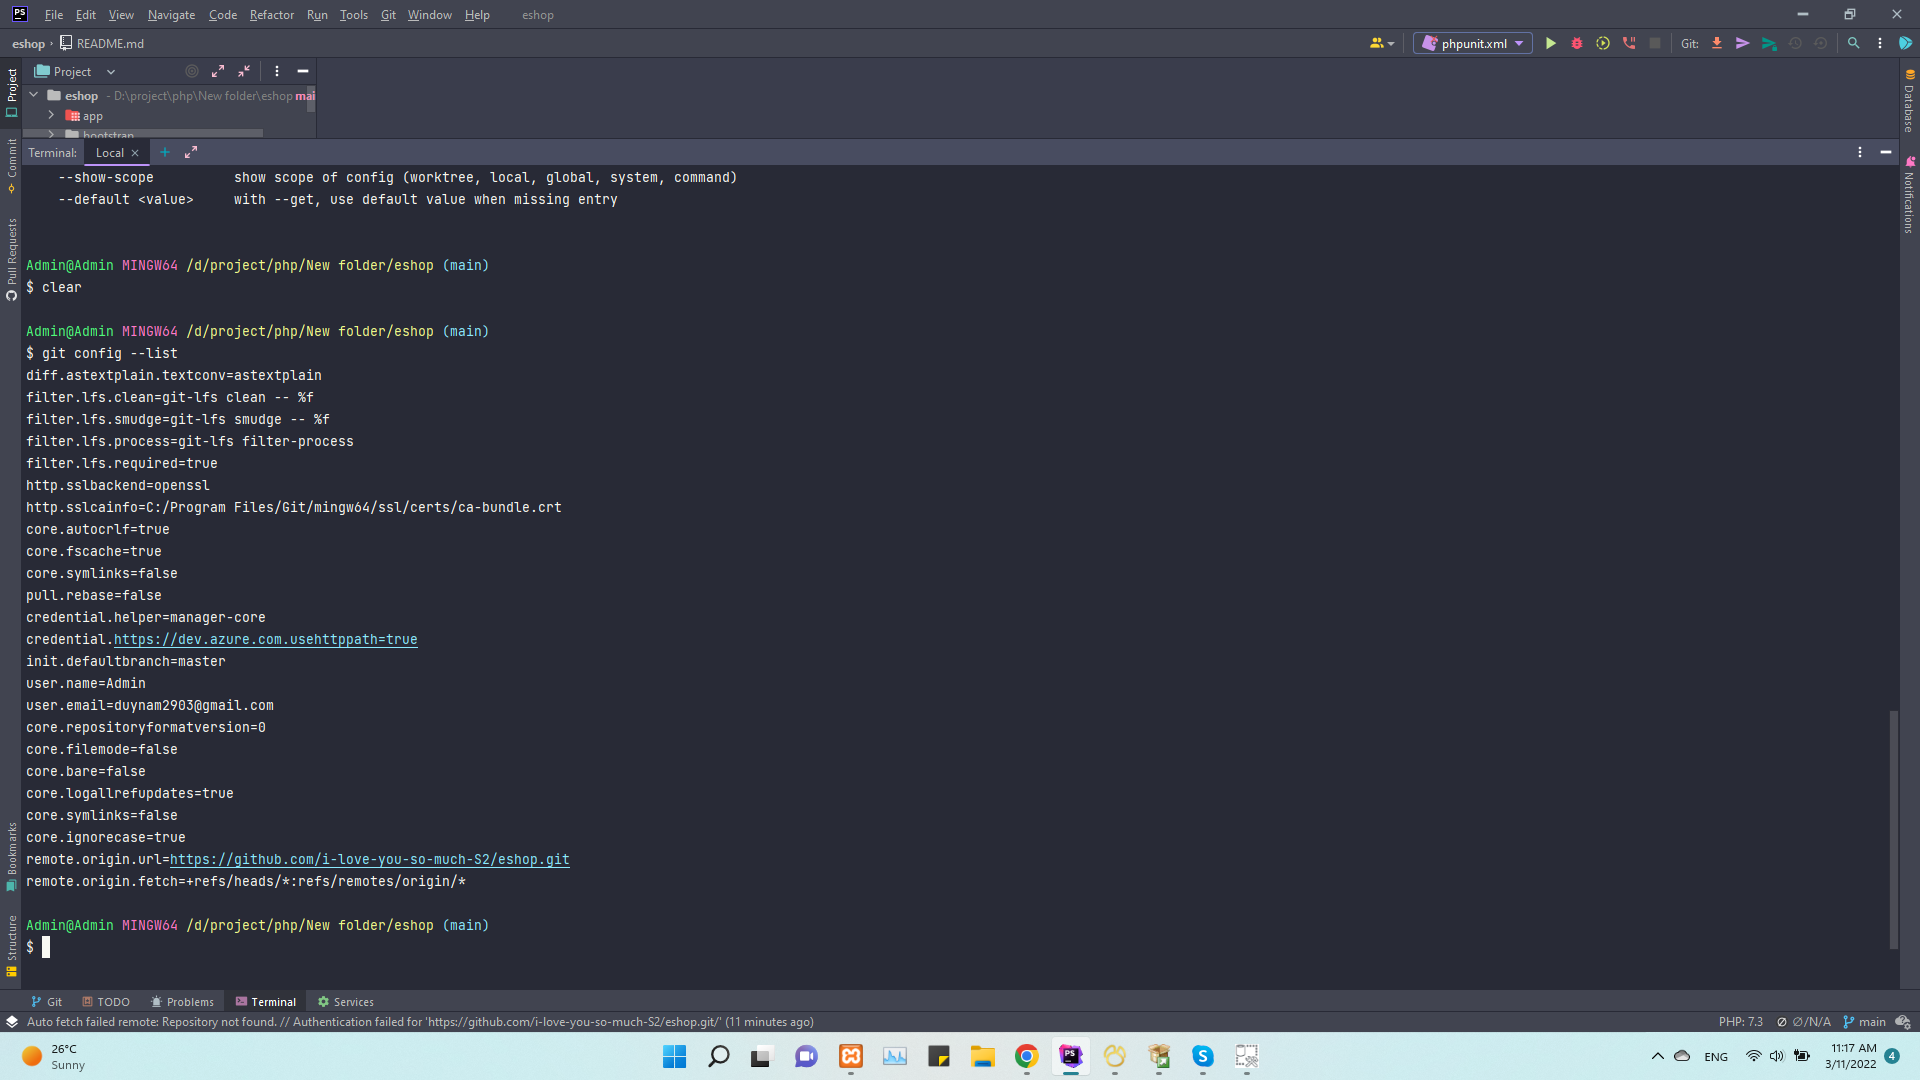 PS File Edit View Navigate Code Refactor Run Tools Git Window Help eshop
eshop › README.md phpunit.xml Git:
Project
eshop - D:\project\php\New folder\eshop mai
app
bootstrap
Terminal: Local
--show-scope show scope of config (worktree, local, global, system, command)
--default <value> with --get, use default value when missing entry
Admin@Admin MINGW64 /d/project/php/New folder/eshop (main)
$ clear
Admin@Admin MINGW64 /d/project/php/New folder/eshop (main)
$ git config --list
diff.astextplain.textconv=astextplain
filter.lfs.clean=git-lfs clean -- %f
filter.lfs.smudge=git-lfs smudge -- %f
filter.lfs.process=git-lfs filter-process
filter.lfs.required=true
http.sslbackend=openssl
http.sslcainfo=C:/Program Files/Git/mingw64/ssl/certs/ca-bundle.crt
core.autocrlf=true
core.fscache=true
core.symlinks=false
pull.rebase=false
credential.helper=manager-core
credential.https://dev.azure.com.usehttppath=true
init.defaultbranch=master
user.name=Admin
user.email=duynam2903@gmail.com
core.repositoryformatversion=0
core.filemode=false
core.bare=false
core.logallrefupdates=true
core.symlinks=false
core.ignorecase=true
remote.origin.url=https://github.com/i-love-you-so-much-S2/eshop.git
remote.origin.fetch=+refs/heads/*:refs/remotes/origin/*
Admin@Admin MINGW64 /d/project/php/New folder/eshop (main)
$
Project
Commit
Pull Requests
Bookmarks
Structure
Database
Notifications
Git TODO Problems Terminal Services
Auto fetch failed remote: Repository not found. // Authentication failed for 'https://github.com/i-love-you-so-much-S2/eshop.git/' (11 minutes ago) PHP: 7.3 ∅/N/A main
26°C
Sunny
PS
S
ENG
11:17 AM
3/11/2022
4